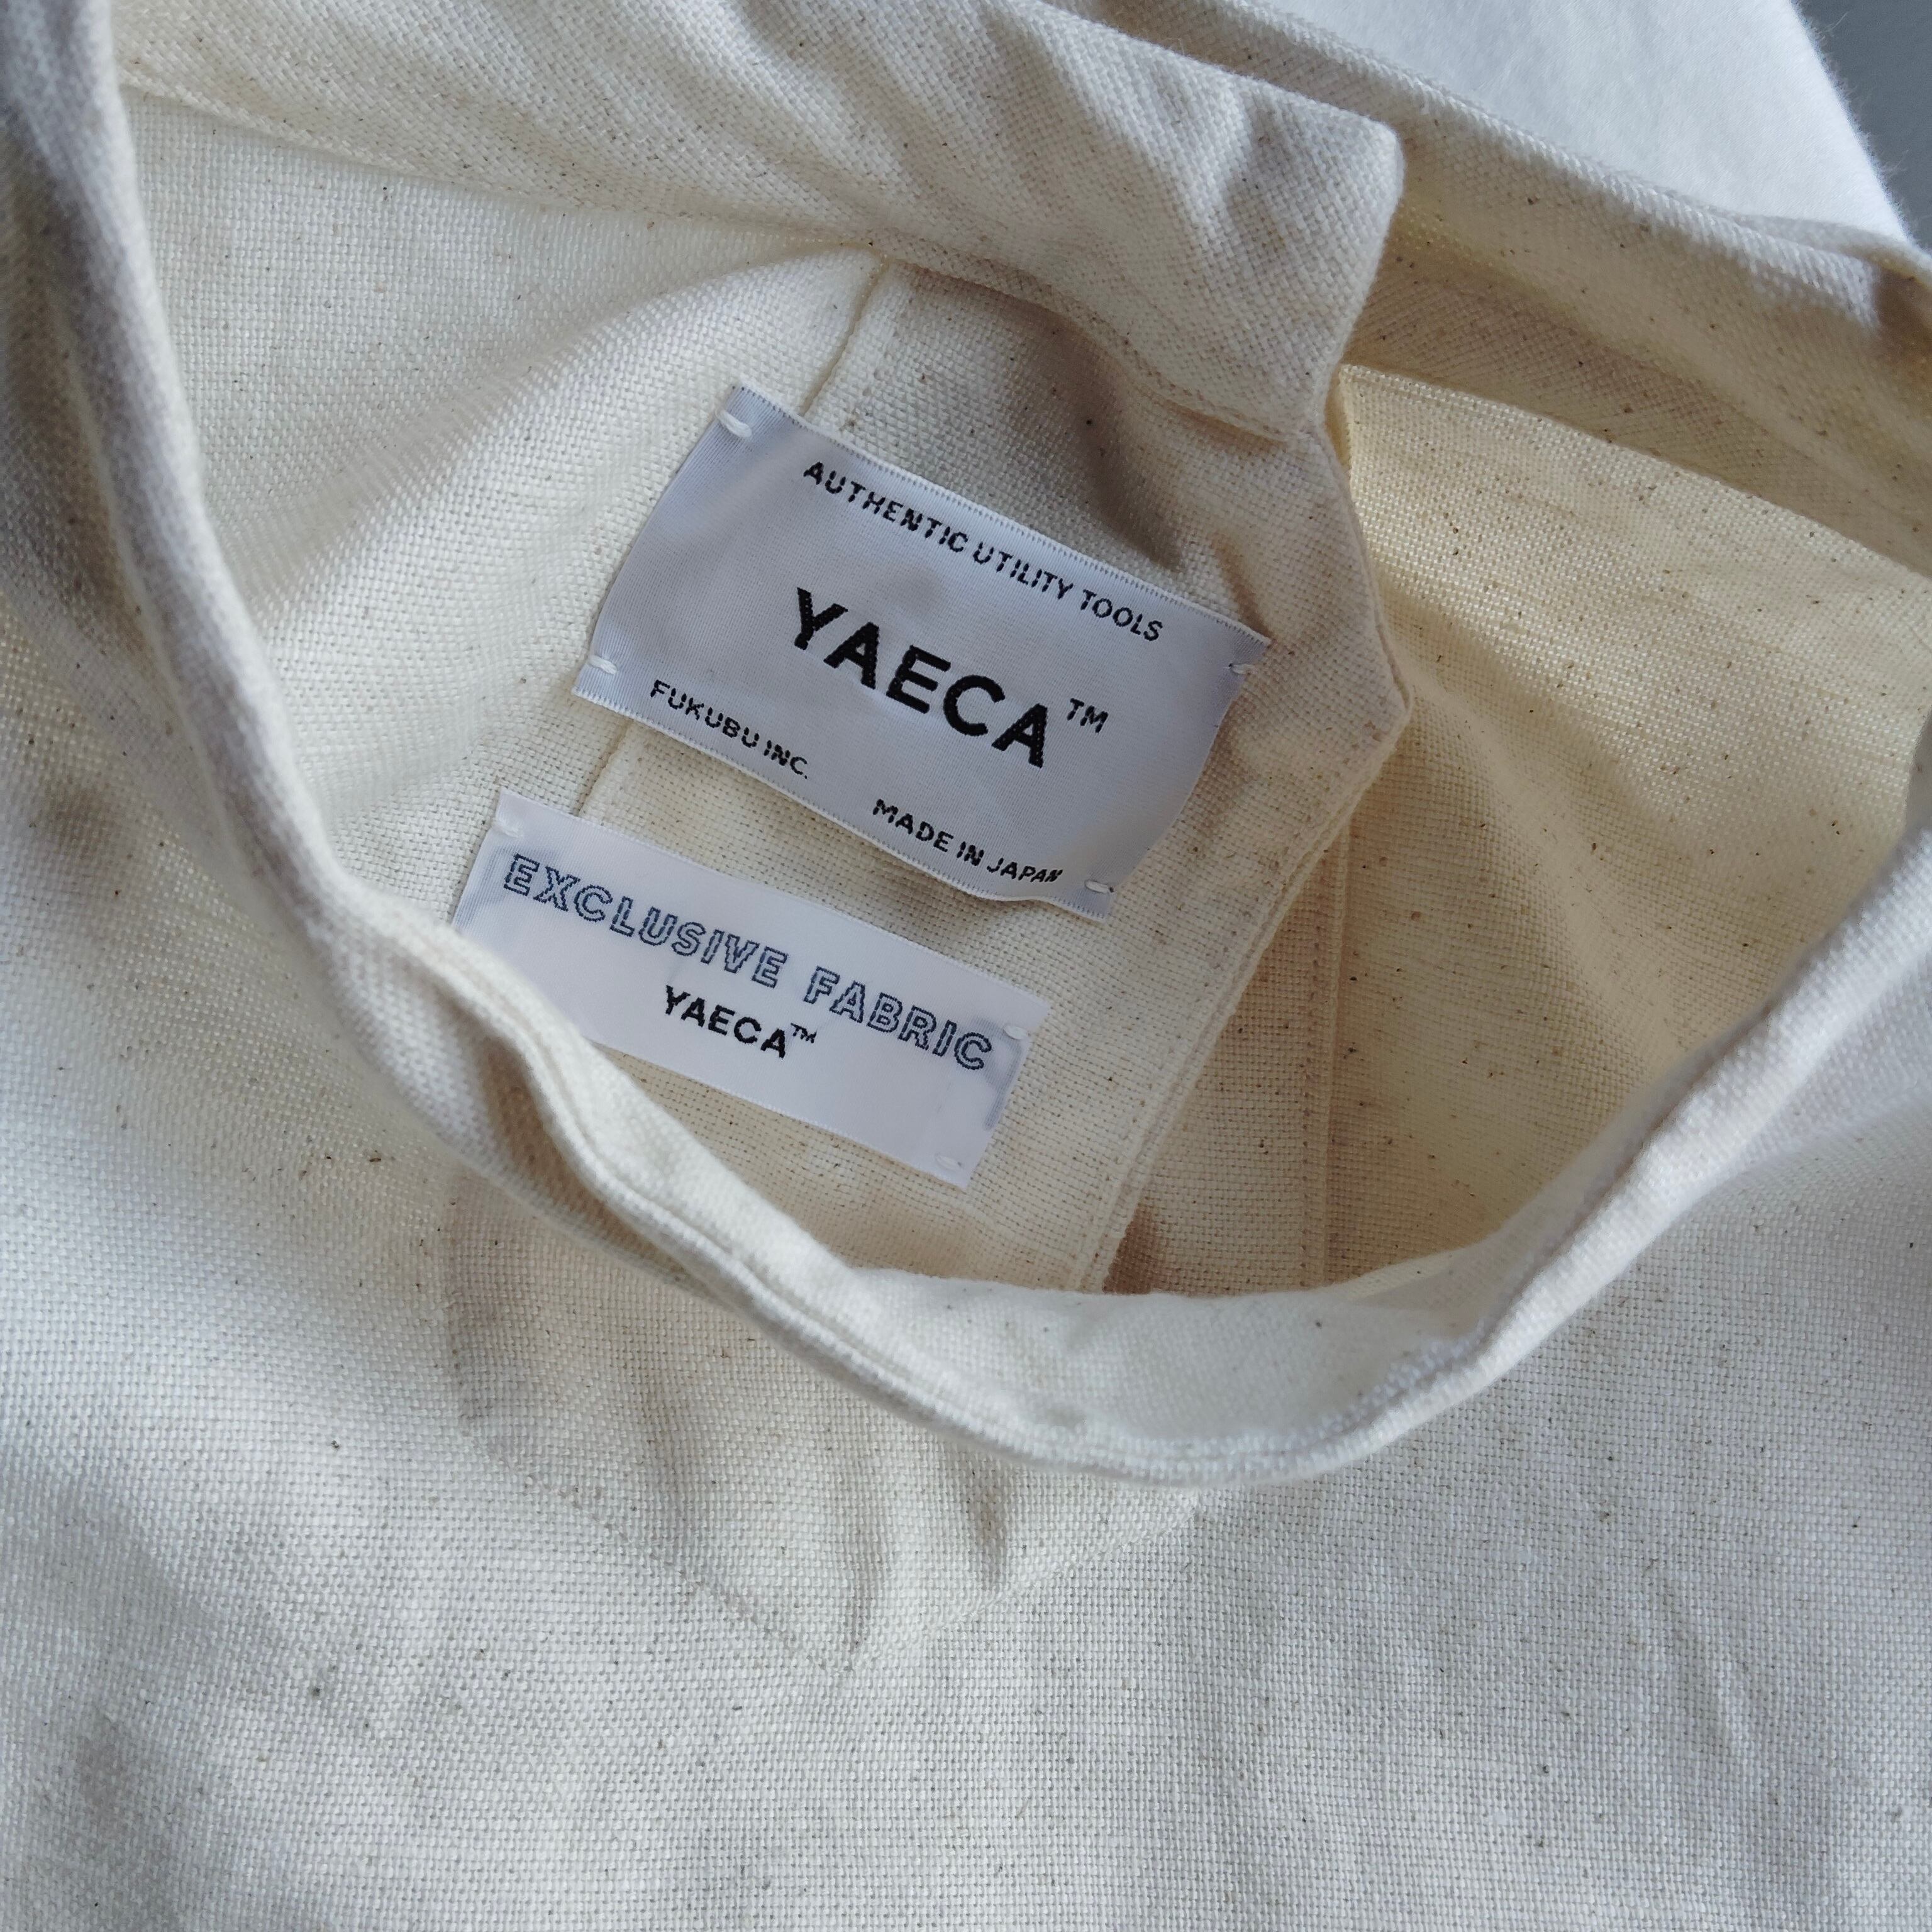 AUTHENTIC UTILITY TOOLS
YAECA™
FUKUBU INC.
MADE IN JAPAN
EXCLUSIVE FABRIC
YAECA™